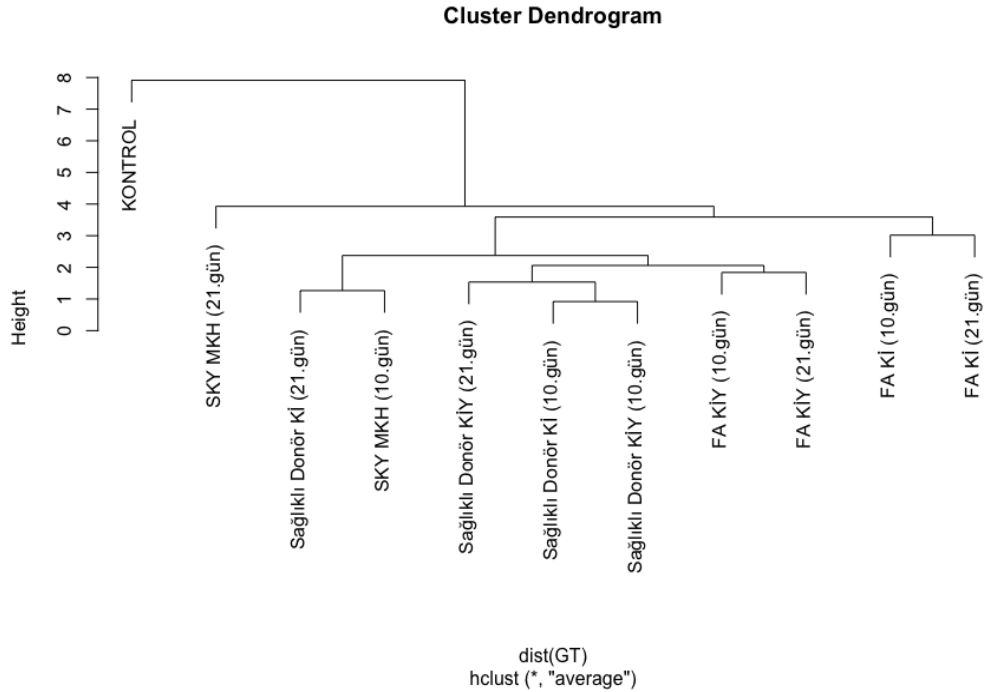 Cluster Dendrogram
Height
0 1 2 3 4 5 6 7 8
KONTROL
SKY MKH (21.gün)
Sağlıklı Donör Kİ (21.gün)
SKY MKH (10.gün)
Sağlıklı Donör KİY (21.gün)
Sağlıklı Donör Kİ (10.gün)
Sağlıklı Donör KİY (10.gün)
FA KİY (10.gün)
FA KİY (21.gün)
FA Kİ (10.gün)
FA Kİ (21.gün)
dist(GT)
hclust (*, "average")